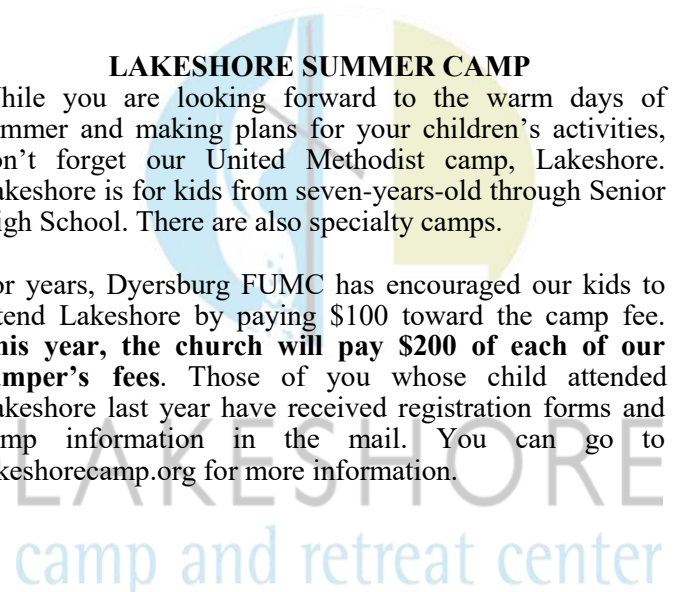 LAKESHORE SUMMER CAMP
hile you are looking forward to the warm days of
mmer and making plans for your children’s activities,
on’t forget our United Methodist camp, Lakeshore.
akeshore is for kids from seven-years-old through Senior
igh School. There are also specialty camps.
or years, Dyersburg FUMC has encouraged our kids to
tend Lakeshore by paying $100 toward the camp fee.
his year, the church will pay $200 of each of our
amper’s fees. Those of you whose child attended
akeshore last year have received registration forms and
mp information in the mail. You can go to
keshorecamp.org for more information.
LAKESHORE
camp and retreat center